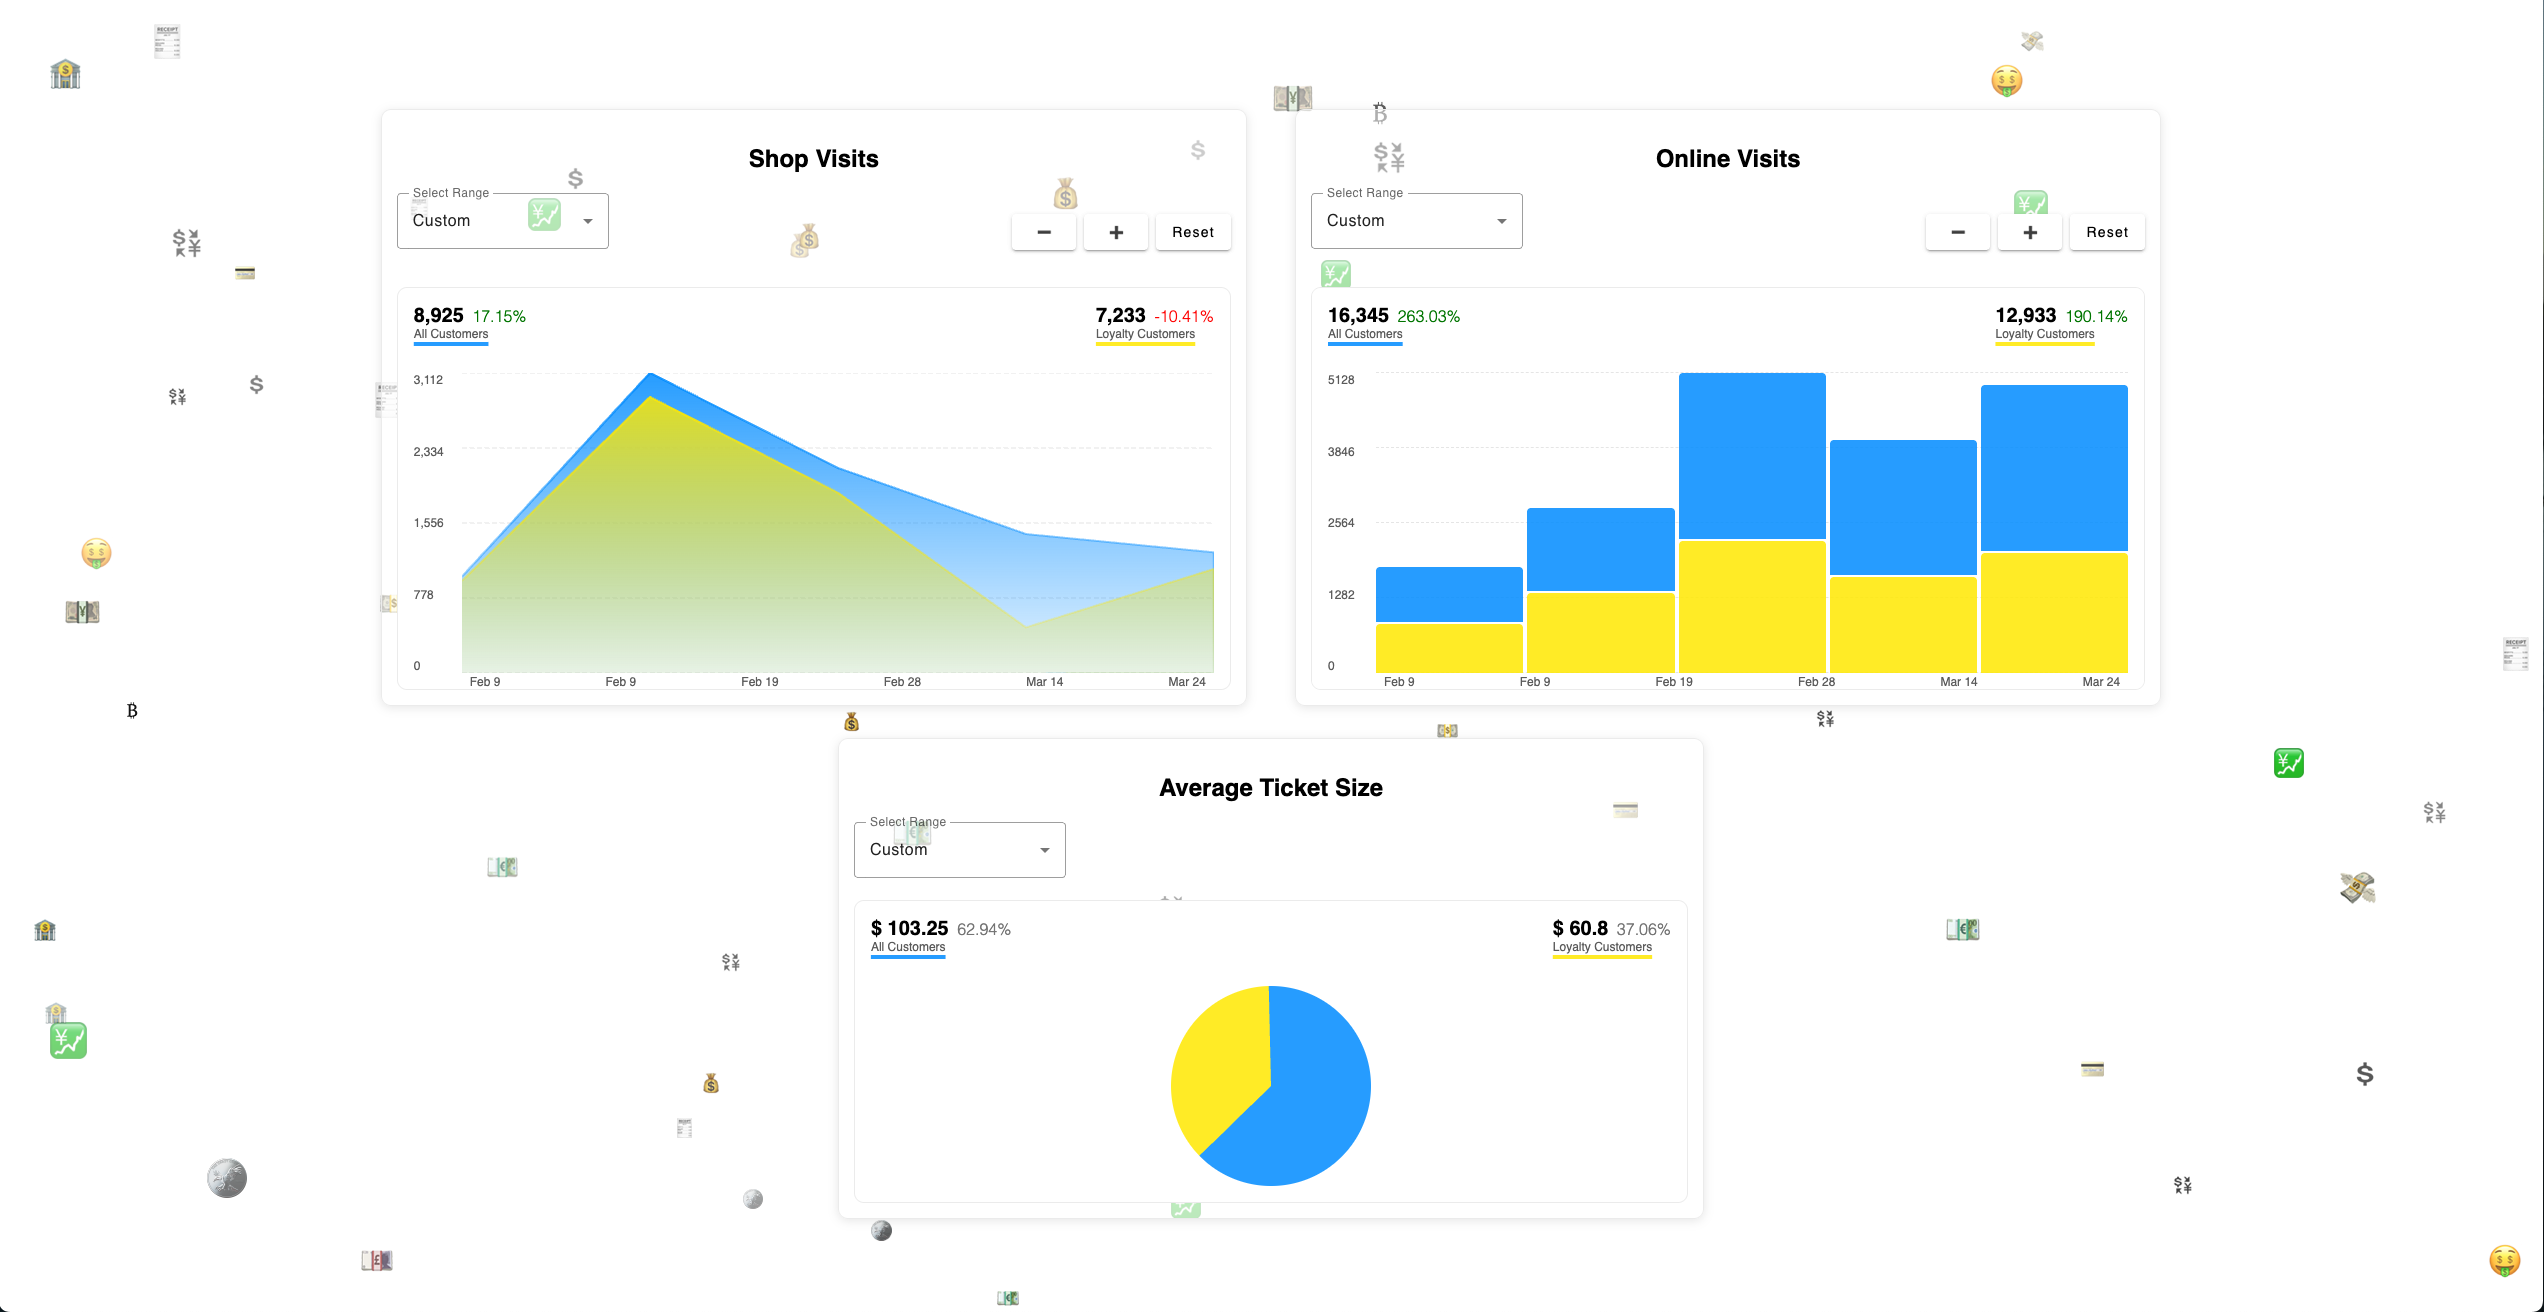 Shop Visits
Select Range
Custom
−
+
Reset
8,925 17.15%
All Customers
7,233 -10.41%
Loyalty Customers
3,112
2,334
1,556
778
0
Feb 9 Feb 9 Feb 19 Feb 28 Mar 14 Mar 24
Online Visits
Select Range
Custom
−
+
Reset
16,345 263.03%
All Customers
12,933 190.14%
Loyalty Customers
5128
3846
2564
1282
0
Feb 9 Feb 9 Feb 19 Feb 28 Mar 14 Mar 24
Average Ticket Size
Select Range
Custom
$ 103.25 62.94%
All Customers
$ 60.8 37.06%
Loyalty Customers
RECEIPT
RECEIPT